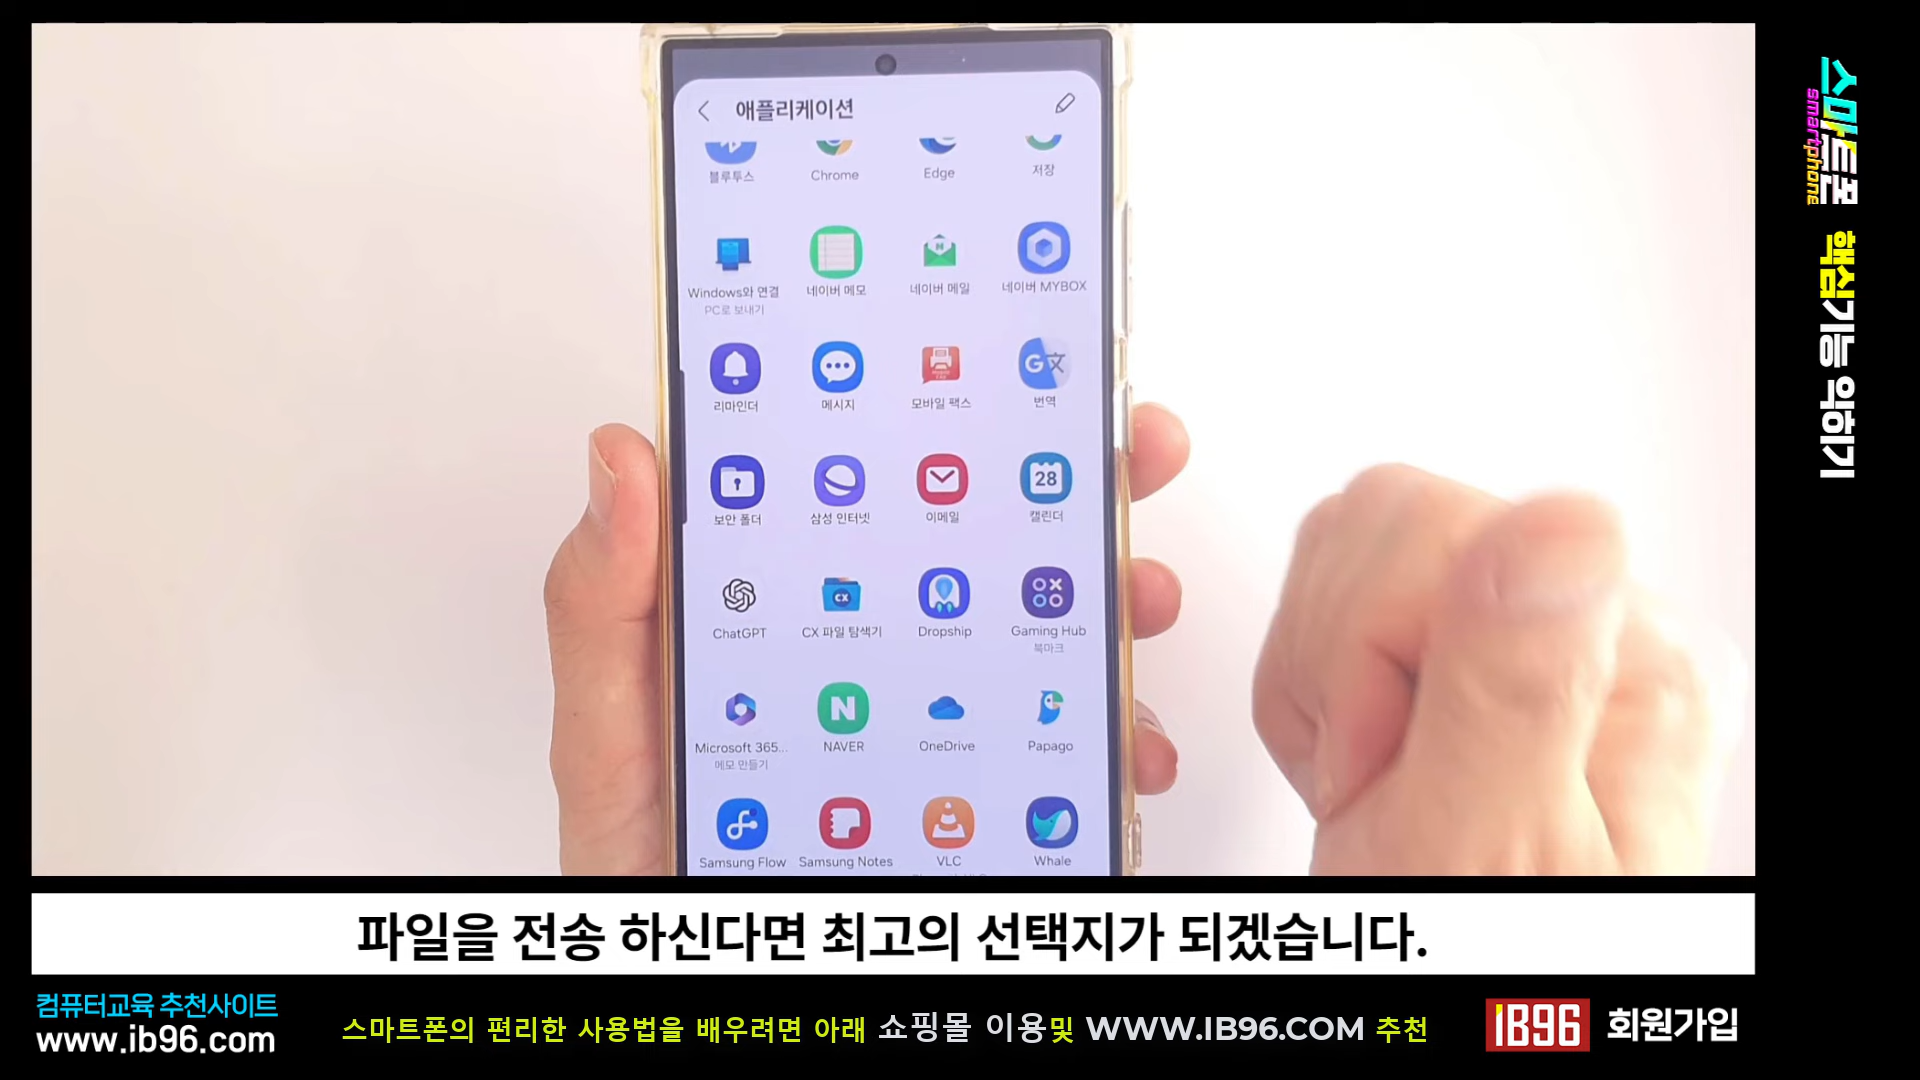 애플리케이션
블루투스
Chrome
Edge
저장
Windows와 연결
PC로 보내기
네이버 메모
네이버 메일
네이버 MYBOX
리마인더
메시지
모바일 팩스
번역
보안 폴더
삼성 인터넷
이메일
28
캘린더
ChatGPT
CX
CX 파일 탐색기
Dropship
Gaming Hub
북마크
Microsoft 365...
메모 만들기
N
NAVER
OneDrive
Papago
Samsung Flow
Samsung Notes
VLC
Whale
스마트폰
smartphone
핵심기능 익히기
파일을 전송 하신다면 최고의 선택지가 되겠습니다.
컴퓨터교육 추천사이트
www.ib96.com
스마트폰의 편리한 사용법을 배우려면 아래 쇼핑몰 이용및 WWW.IB96.COM 추천
IB96 회원가입